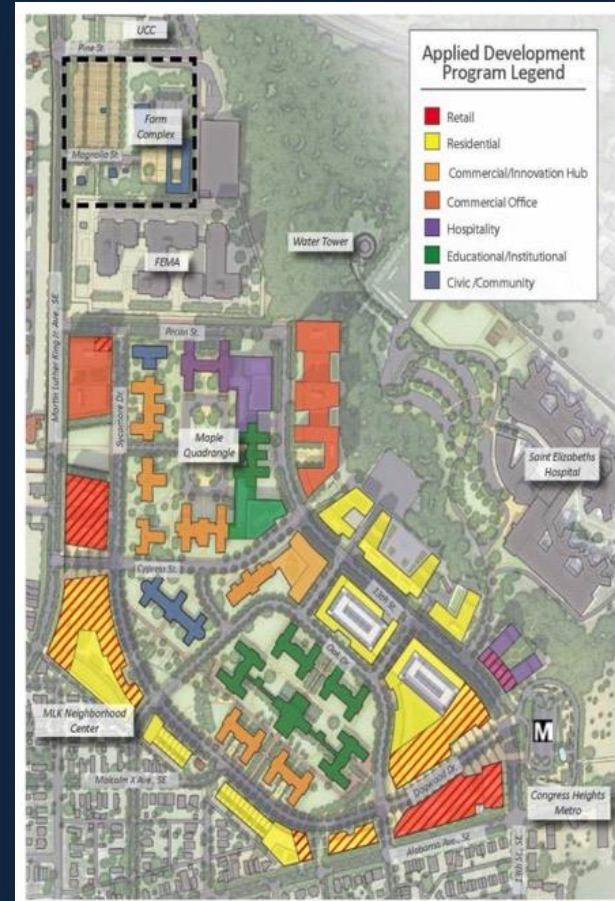 UCC
Pine St.
Farm
Complex
Magnolia St.
FEMA
Water Tower
Applied Development
Program Legend
Retail
Residential
Commercial/Innovation Hub
Commercial Office
Hospitality
Educational/Institutional
Civic /Community
Martin Luther King Jr. Ave., SE
Pecan St.
Sycamore Dr.
Maple
Quadrangle
Saint Elizabeths
Hospital
Cypress St.
13th St.
Oak Dr.
MLK Neighborhood
Center
Malcolm X Ave., SE
Dogwood Dr.
M
Congress Heights
Metro
Alabama Ave., SE
13th St. SE